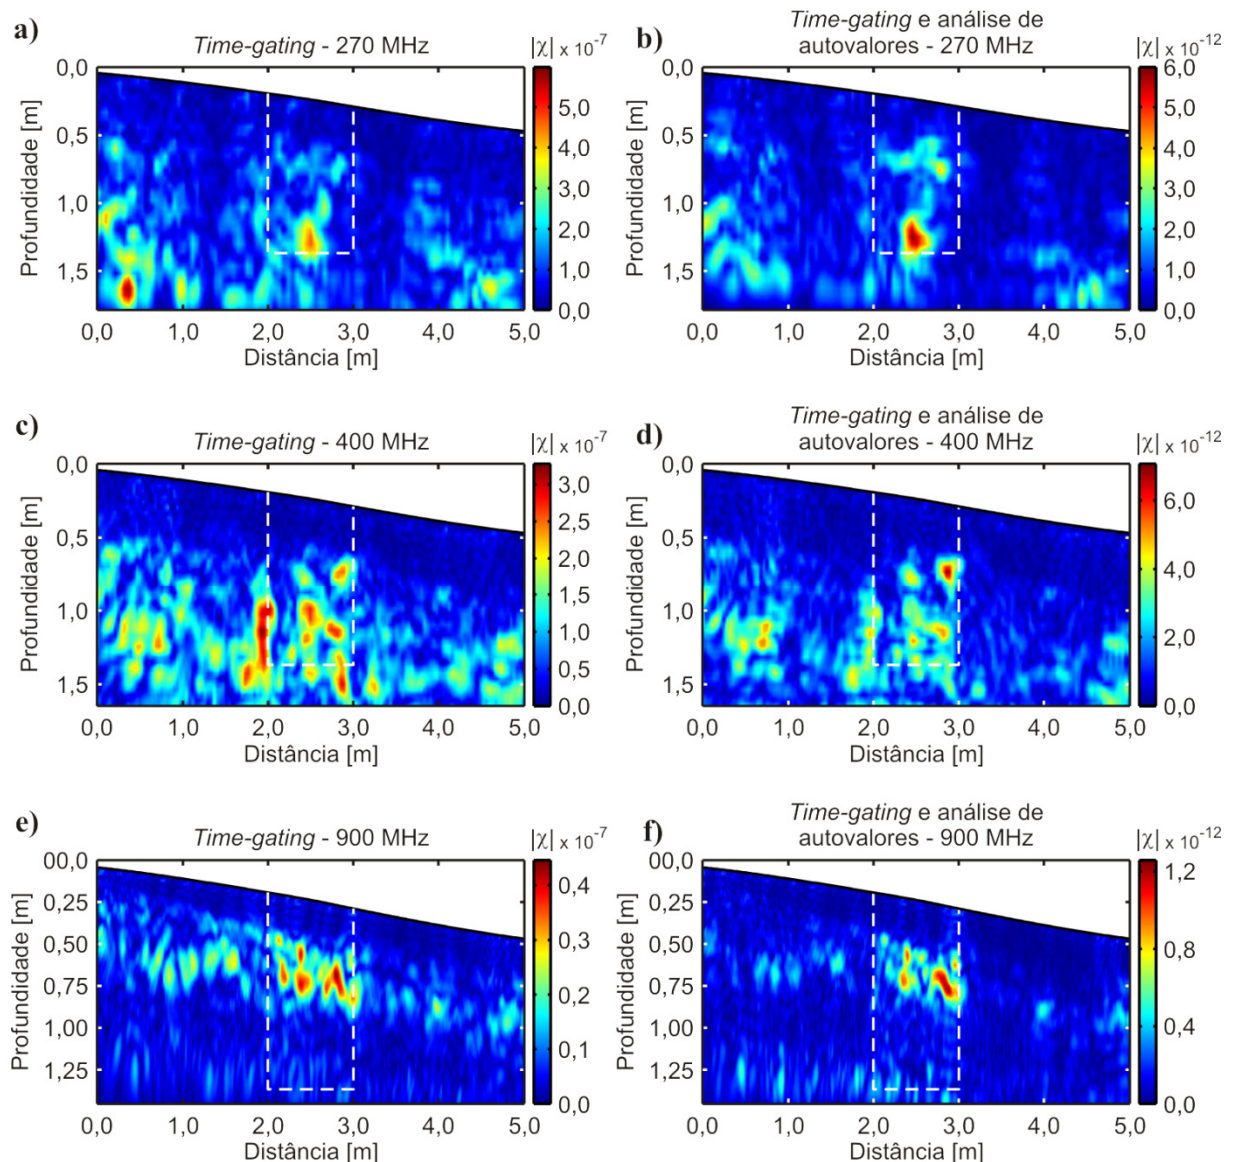 a)
Time-gating - 270 MHz
|χ| x 10-7
0,0
0,5
1,0
1,5
Profundidade [m]
0,0 1,0 2,0 3,0 4,0 5,0
Distância [m]
5,0
4,0
3,0
2,0
1,0
0,0
b)
Time-gating e análise de
autovalores - 270 MHz
|χ| x 10-12
0,0
0,5
1,0
1,5
Profundidade [m]
0,0 1,0 2,0 3,0 4,0 5,0
Distância [m]
6,0
5,0
4,0
3,0
2,0
1,0
0,0
c)
Time-gating - 400 MHz
|χ| x 10-7
0,0
0,5
1,0
1.5
Profundidade [m]
0,0 1,0 2,0 3,0 4,0 5,0
Distância [m]
3,0
2,5
2,0
1,5
1,0
0,5
0,0
d)
Time-gating e análise de
autovalores - 400 MHz
|χ| x 10-12
0,0
0,5
1,0
1.5
Profundidade [m]
0,0 1,0 2,0 3,0 4,0 5,0
Distância [m]
6,0
4,0
2,0
0,0
e)
Time-gating - 900 MHz
|χ| x 10-7
00,0
0,25
0,50
0,75
1,00
1,25
Profundidade [m]
0,0 1,0 2,0 3,0 4,0 5,0
Distância [m]
0,4
0,3
0,2
0,1
0,0
f)
Time-gating e análise de
autovalores - 900 MHz
|χ| x 10-12
00,0
0,25
0,50
0,75
1,00
1,25
Profundidade [m]
0,0 1,0 2,0 3,0 4,0 5,0
Distância [m]
1,2
0,8
0,4
0,0